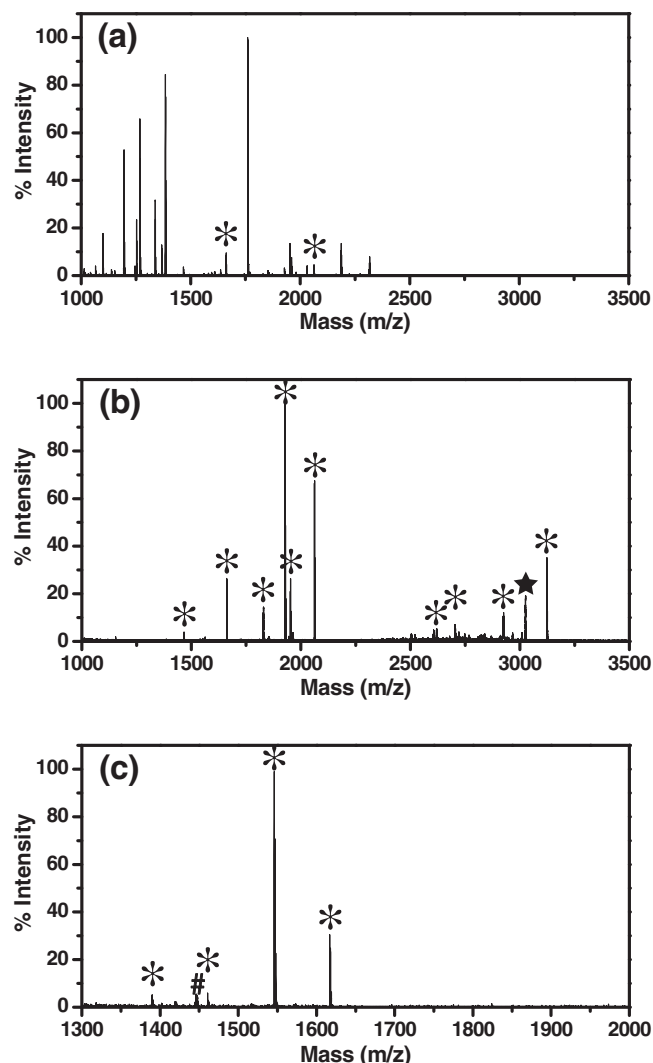 (a)
% Intensity
100
80
60
40
20
0
✽ ✽
1000 1500 2000 2500 3000 3500
Mass (m/z)
(b)
% Intensity
100
80
60
40
20
0
✽ ✽ ✽ ✽ ✽ ✽ ✽ ✽ ✽ ★ ✽
1000 1500 2000 2500 3000 3500
Mass (m/z)
(c)
% Intensity
100
80
60
40
20
0
✽ # ✽ ✽ ✽
1300 1400 1500 1600 1700 1800 1900 2000
Mass (m/z)